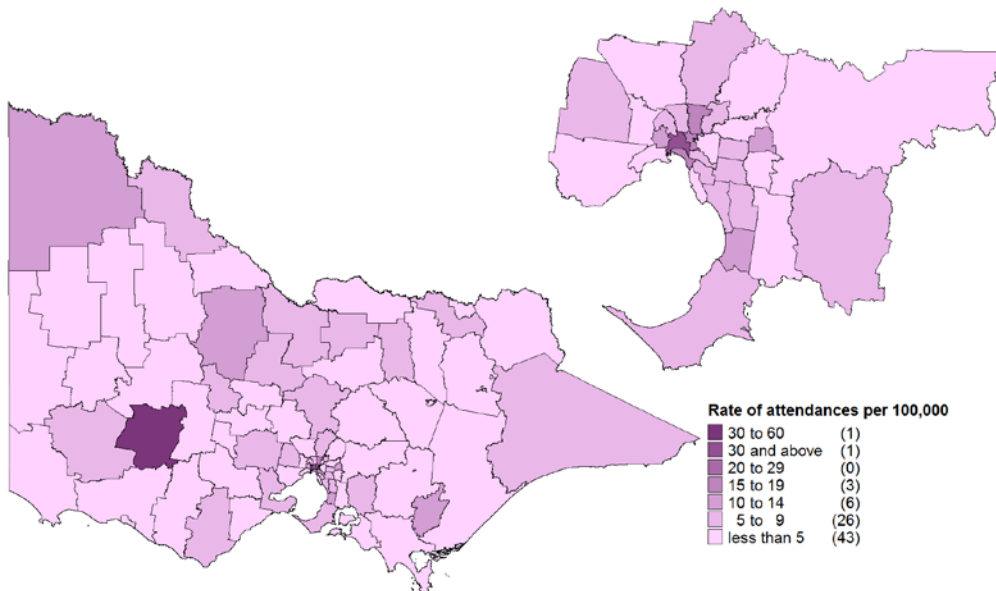 Rate of attendances per 100,000
30 to 60 (1)
30 and above (1)
20 to 29 (0)
15 to 19 (3)
10 to 14 (6)
5 to 9 (26)
less than 5 (43)